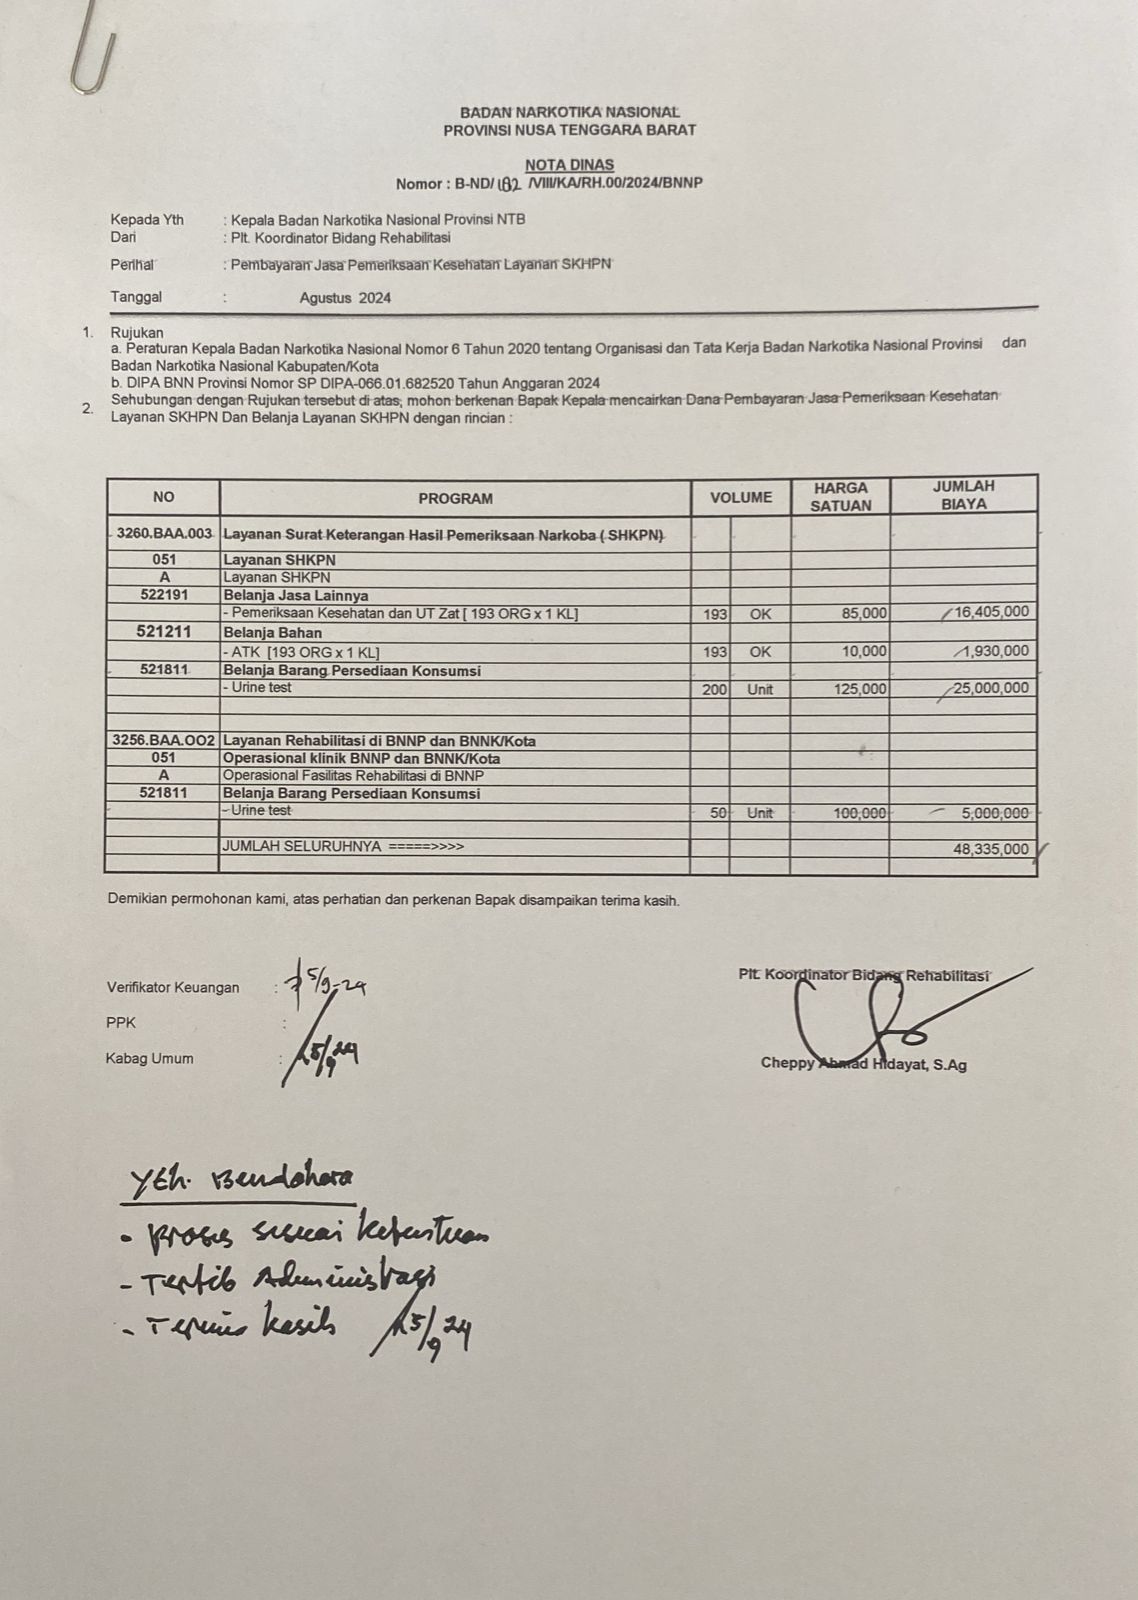 BADAN NARKOTIKA NASIONAL
PROVINSI NUSA TENGGARA BARAT
NOTA DINAS
Nomor : B-ND/ 182 /VIII/KA/RH.00/2024/BNNP
Kepada Yth : Kepala Badan Narkotika Nasional Provinsi NTB
Dari : Plt. Koordinator Bidang Rehabilitasi
Perihal : Pembayaran Jasa Pemeriksaan Kesehatan Layanan SKHPN
Tanggal : Agustus 2024
1. Rujukan
a. Peraturan Kepala Badan Narkotika Nasional Nomor 6 Tahun 2020 tentang Organisasi dan Tata Kerja Badan Narkotika Nasional Provinsi dan
Badan Narkotika Nasional Kabupaten/Kota
b. DIPA BNN Provinsi Nomor SP DIPA-066.01.682520 Tahun Anggaran 2024
2. Sehubungan dengan Rujukan tersebut di atas, mohon berkenan Bapak Kepala mencairkan Dana Pembayaran Jasa Pemeriksaan Kesehatan
Layanan SKHPN Dan Belanja Layanan SKHPN dengan rincian :
NO PROGRAM VOLUME HARGA SATUAN JUMLAH BIAYA
3260.BAA.003 Layanan Surat Keterangan Hasil Pemeriksaan Narkoba ( SHKPN)
051 Layanan SHKPN
A Layanan SHKPN
522191 Belanja Jasa Lainnya
- Pemeriksaan Kesehatan dan UT Zat [ 193 ORG x 1 KL] 193 OK 85,000 16,405,000
521211 Belanja Bahan
- ATK [193 ORG x 1 KL] 193 OK 10,000 1,930,000
521811 Belanja Barang Persediaan Konsumsi
- Urine test 200 Unit 125,000 25,000,000
3256.BAA.OO2 Layanan Rehabilitasi di BNNP dan BNNK/Kota
051 Operasional klinik BNNP dan BNNK/Kota
A Operasional Fasilitas Rehabilitasi di BNNP
521811 Belanja Barang Persediaan Konsumsi
- Urine test 50 Unit 100,000 5,000,000
JUMLAH SELURUHNYA =====>>>> 48,335,000
Demikian permohonan kami, atas perhatian dan perkenan Bapak disampaikan terima kasih.
Plt. Koordinator Bidang Rehabilitasi
Verifikator Keuangan : 5/9-24
PPK :
Kabag Umum : 5/9 24
Cheppy Ahmad Hidayat, S.Ag
Yth. Bendahara
- Proses sesuai ketentuan
- Tertib Administrasi
- Terima kasih 5/9 24